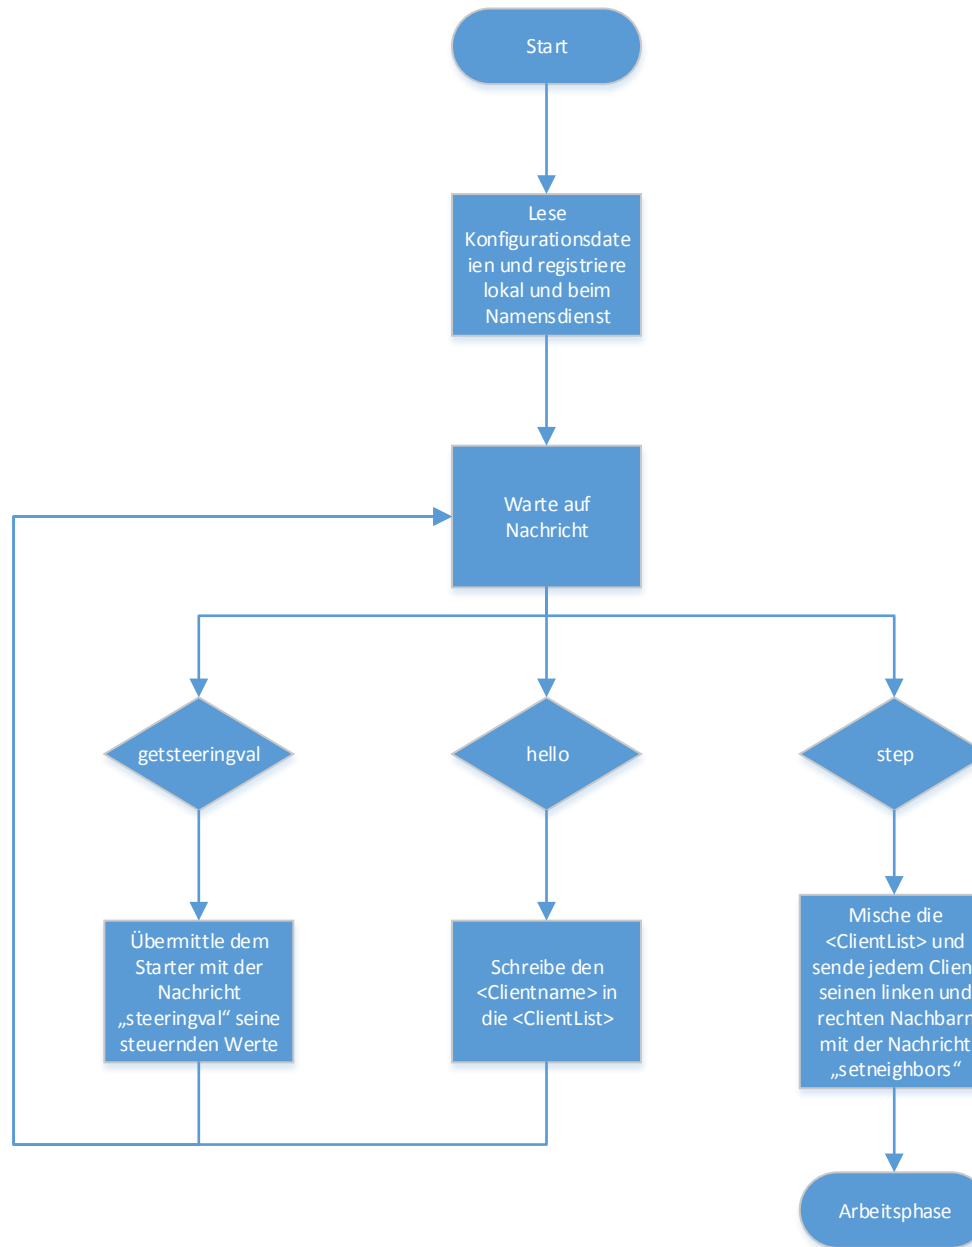 Start
Lese
Konfigurationsdate
ien und registriere
lokal und beim
Namensdienst
Warte auf
Nachricht
getsteeringval
hello
step
Übermittle dem
Starter mit der
Nachricht
„steeringval“ seine
steuernden Werte
Schreibe den
<Clientname> in
die <ClientList>
Mische die
<ClientList> und
sende jedem Client
seinen linken und
rechten Nachbarn
mit der Nachricht
„setneighbors“
Arbeitsphase